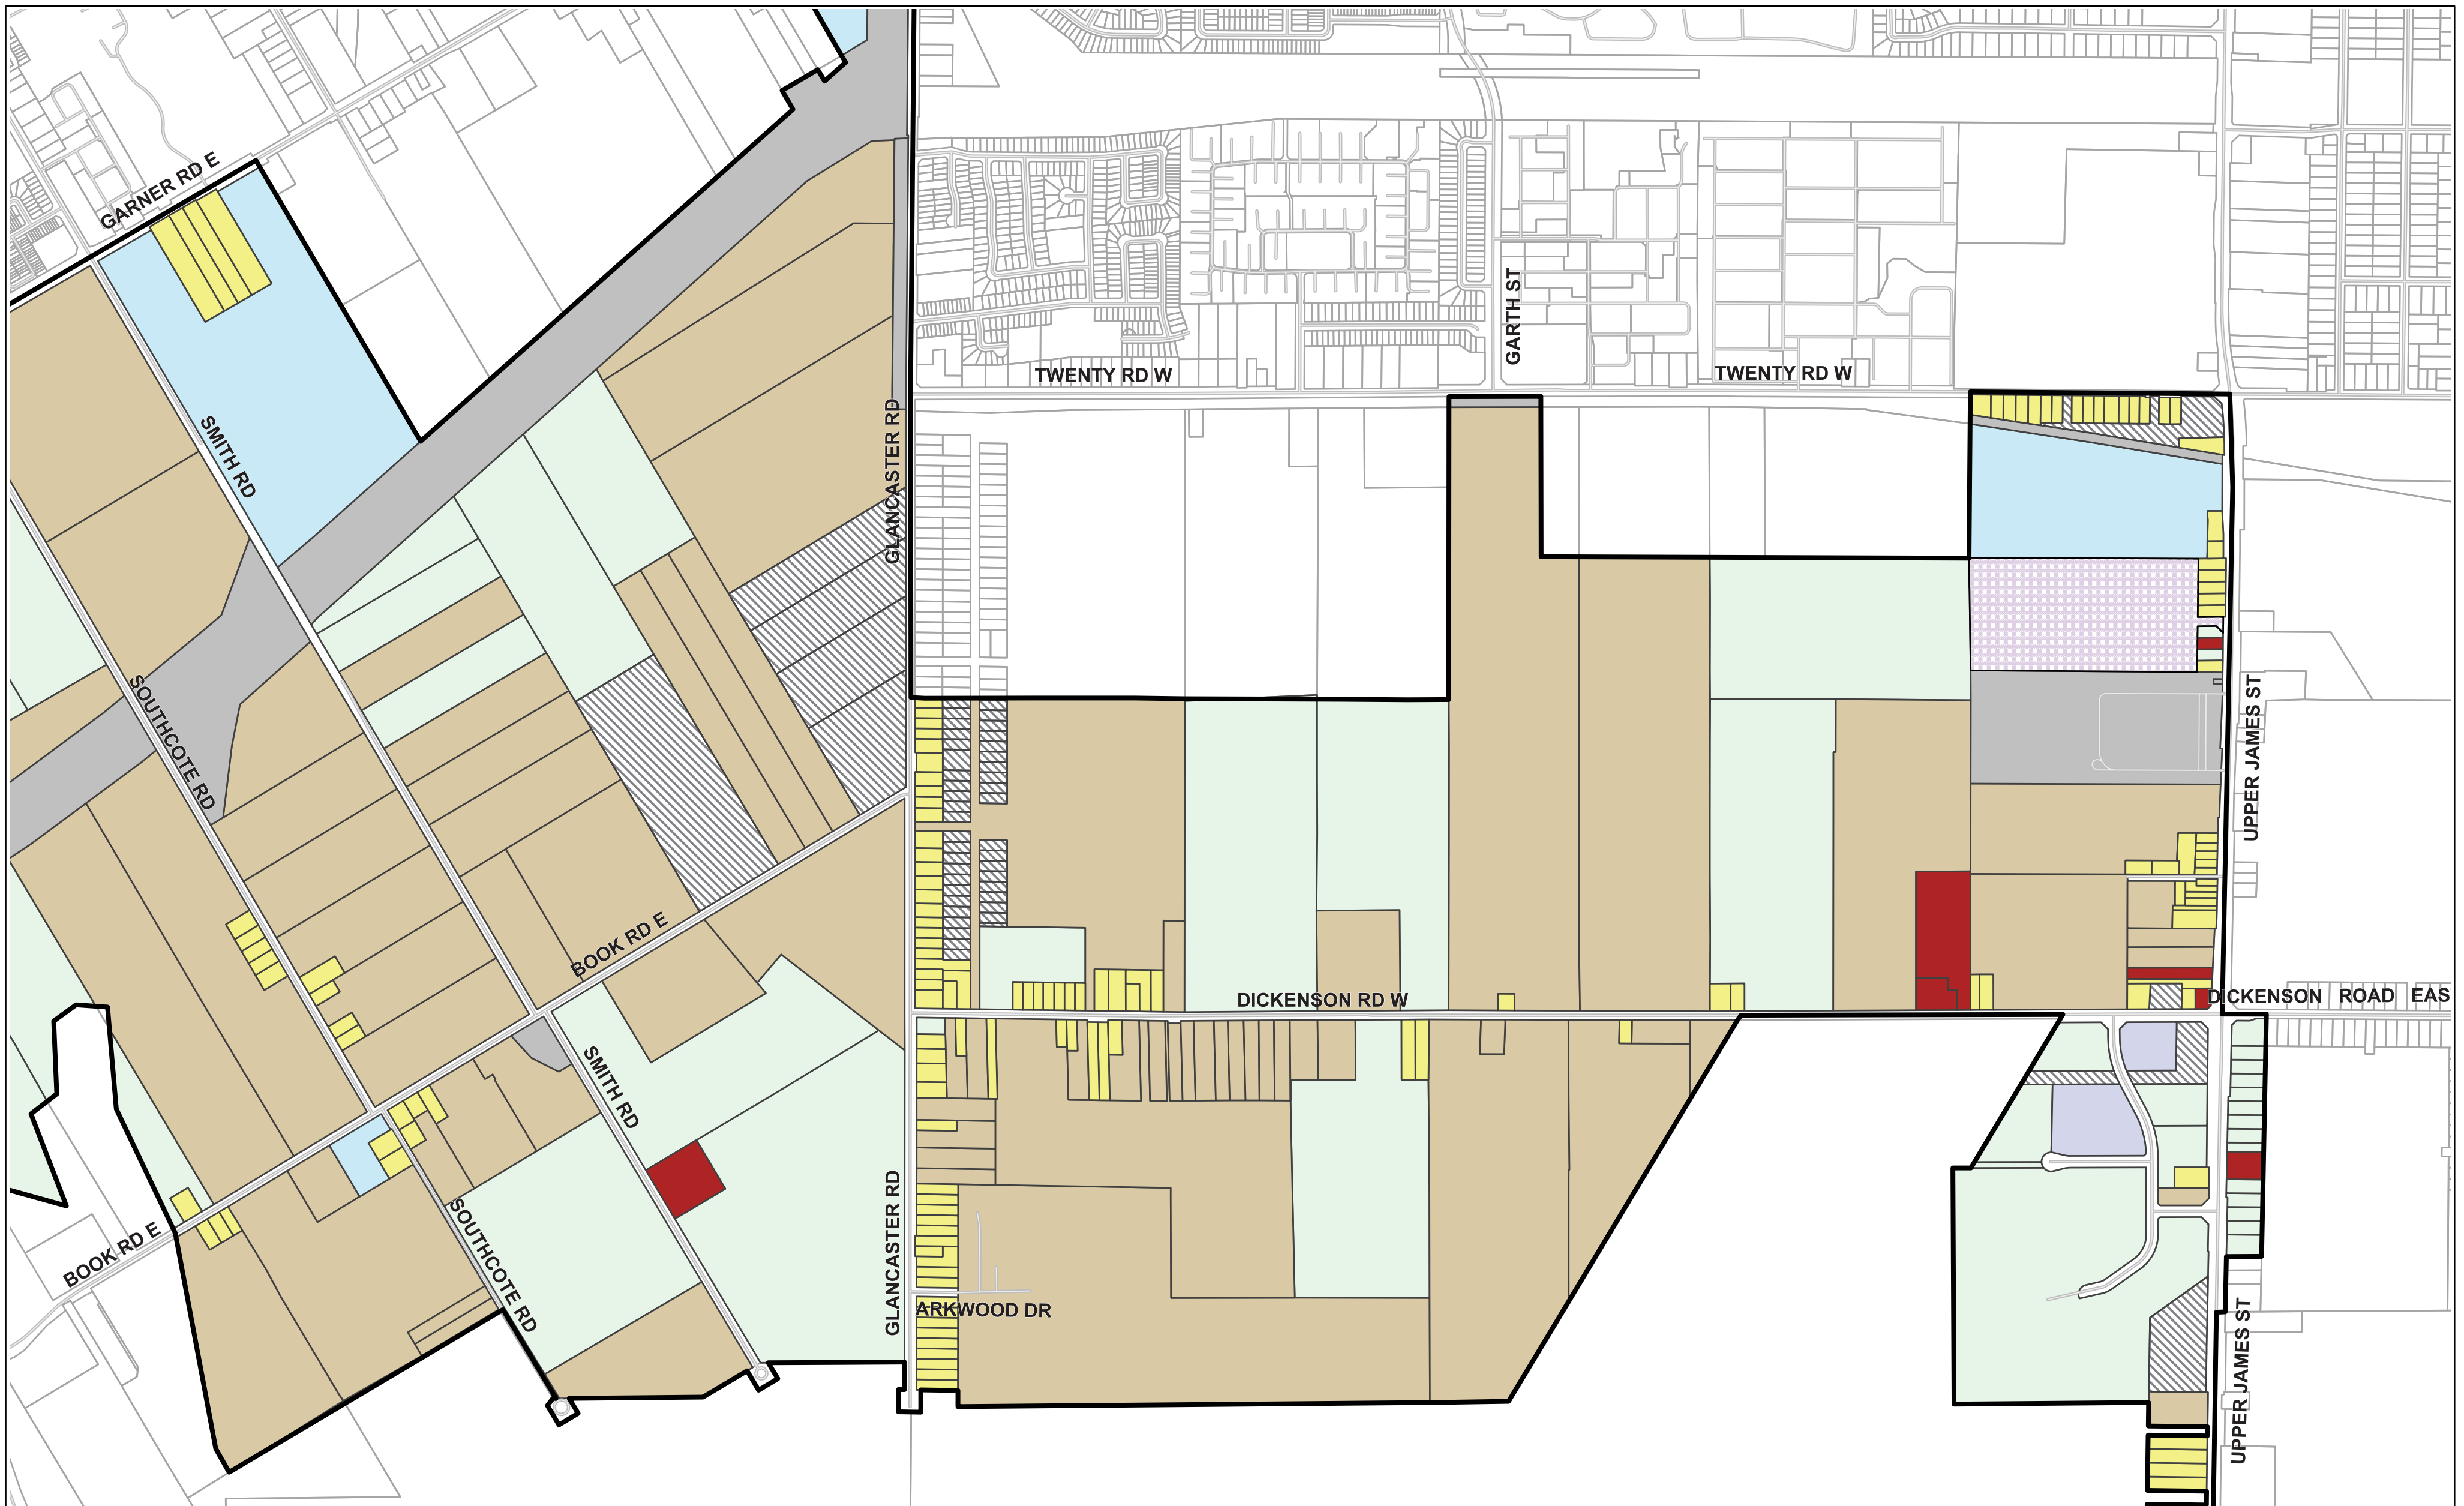 GARNER RD E
TWENTY RD W
GARTH ST
TWENTY RD W
SMITH RD
GLANCASTER RD
SOUTHCOTE RD
UPPER JAMES ST
BOOK RD E
DICKENSON RD W
DICKENSON ROAD EAS
SMITH RD
BOOK RD E
SOUTHCOTE RD
GLANCASTER RD
ARKWOOD DR
UPPER JAMES ST